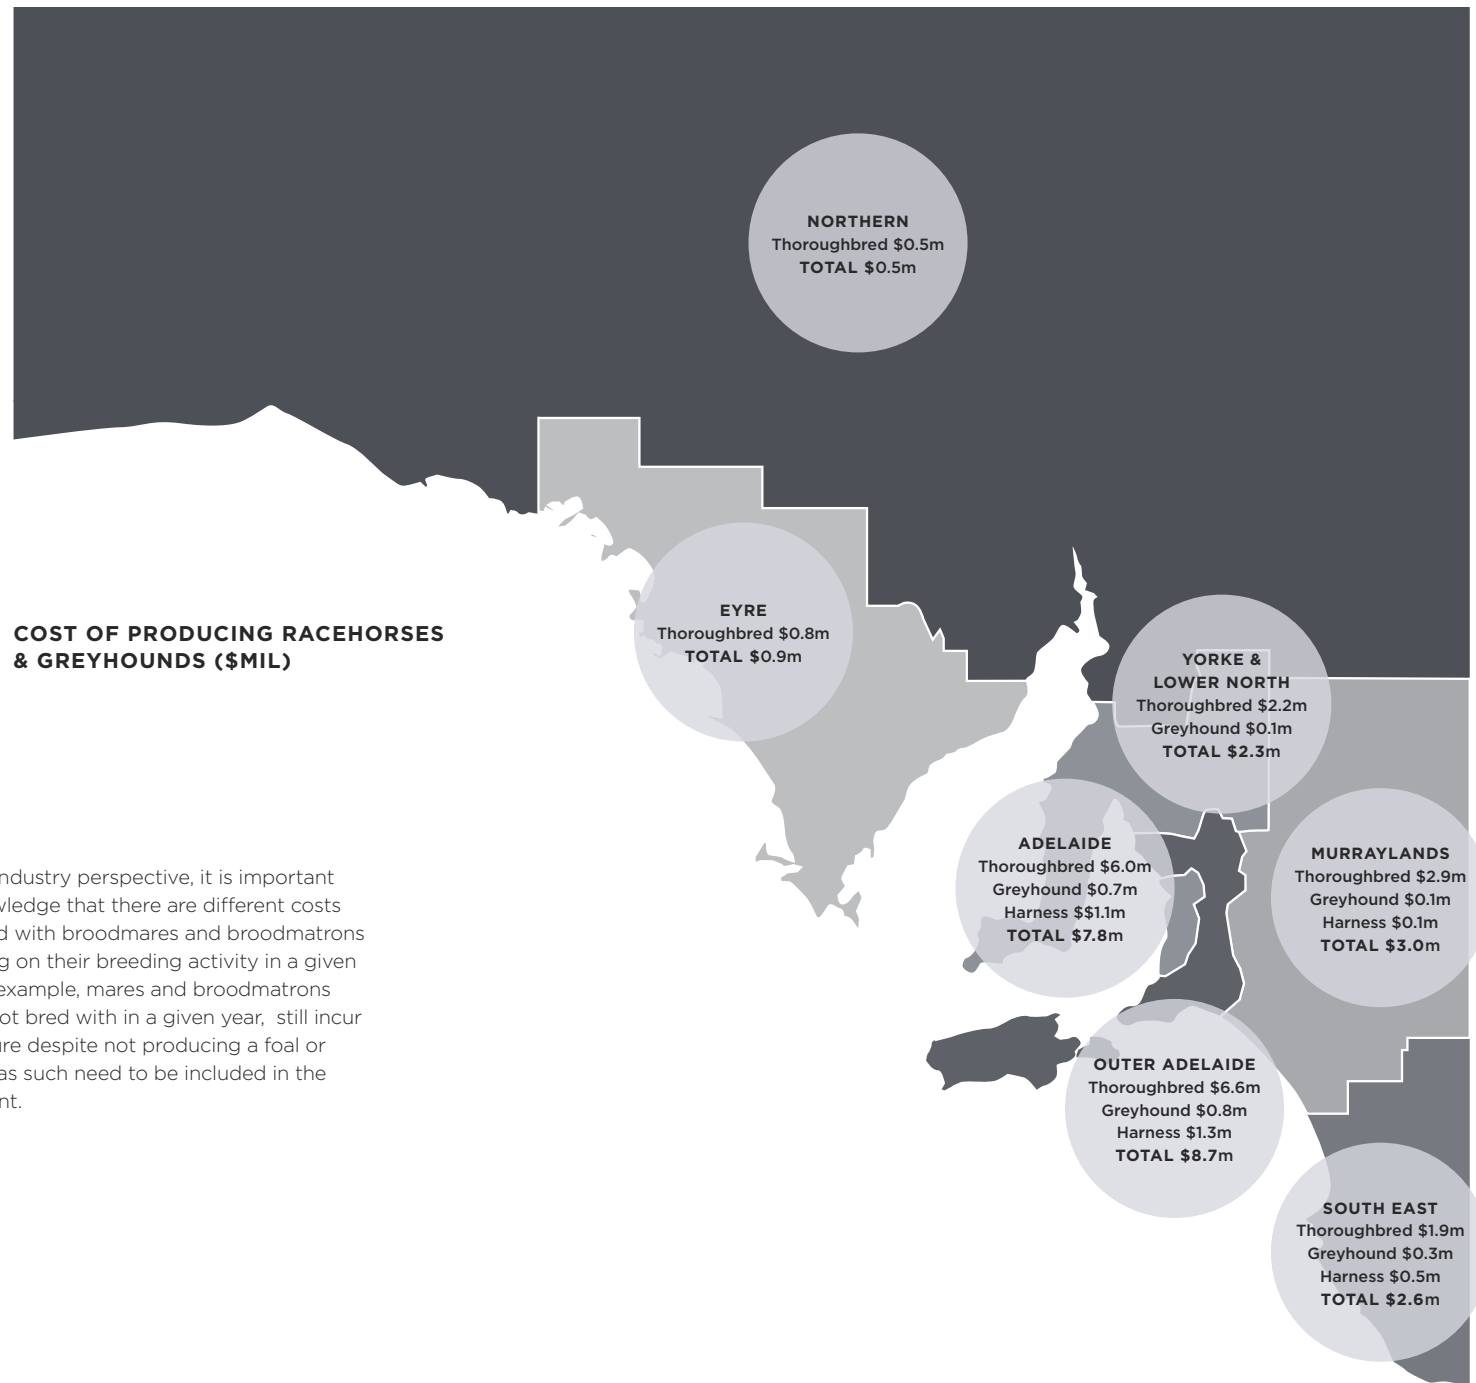 NORTHERN
Thoroughbred $0.5m
TOTAL $0.5m
EYRE
Thoroughbred $0.8m
TOTAL $0.9m
COST OF PRODUCING RACEHORSES
& GREYHOUNDS ($MIL)
YORKE &
LOWER NORTH
Thoroughbred $2.2m
Greyhound $0.1m
TOTAL $2.3m
ADELAIDE
Thoroughbred $6.0m
Greyhound $0.7m
Harness $$1.1m
TOTAL $7.8m
MURRAYLANDS
Thoroughbred $2.9m
Greyhound $0.1m
Harness $0.1m
TOTAL $3.0m
ndustry perspective, it is important
wledge that there are different costs
d with broodmares and broodmatrons
g on their breeding activity in a given
example, mares and broodmatrons
ot bred with in a given year, still incur
ure despite not producing a foal or
as such need to be included in the
nt.
OUTER ADELAIDE
Thoroughbred $6.6m
Greyhound $0.8m
Harness $1.3m
TOTAL $8.7m
SOUTH EAST
Thoroughbred $1.9m
Greyhound $0.3m
Harness $0.5m
TOTAL $2.6m